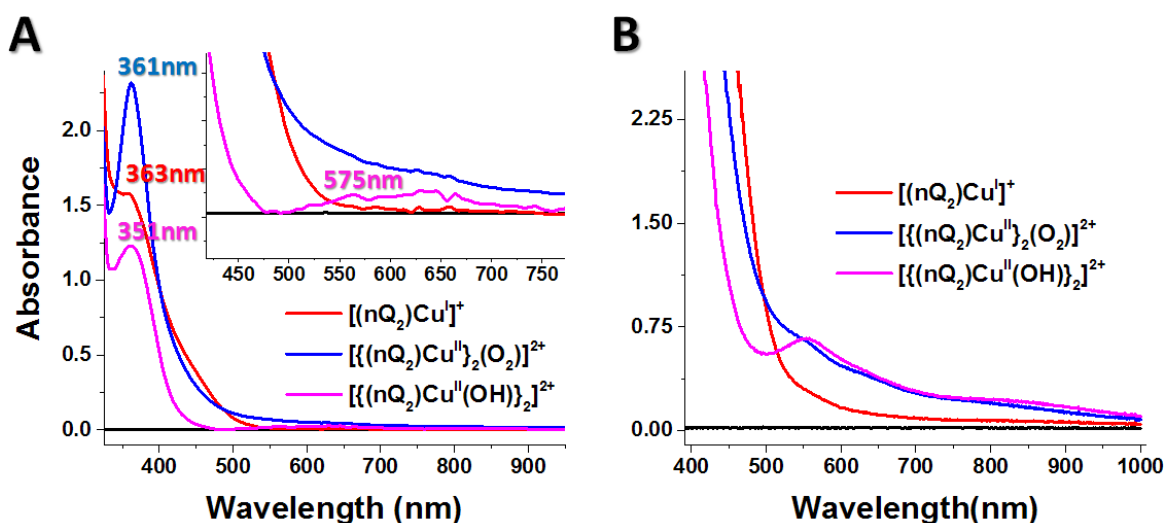 A
361nm
363nm
351nm
575nm
450 500 550 600 650 700 750
[(nQ₂)Cuᴵ]⁺
[{(nQ₂)Cuᴵᴵ}₂(O₂)]²⁺
[{(nQ₂)Cuᴵᴵ(OH)}₂]²⁺
2.0
1.5
1.0
0.5
0.0
Absorbance
400 500 600 700 800 900
Wavelength (nm)
B
2.25
1.50
0.75
0.00
[(nQ₂)Cuᴵ]⁺
[{(nQ₂)Cuᴵᴵ}₂(O₂)]²⁺
[{(nQ₂)Cuᴵᴵ(OH)}₂]²⁺
400 500 600 700 800 900 1000
Wavelength(nm)